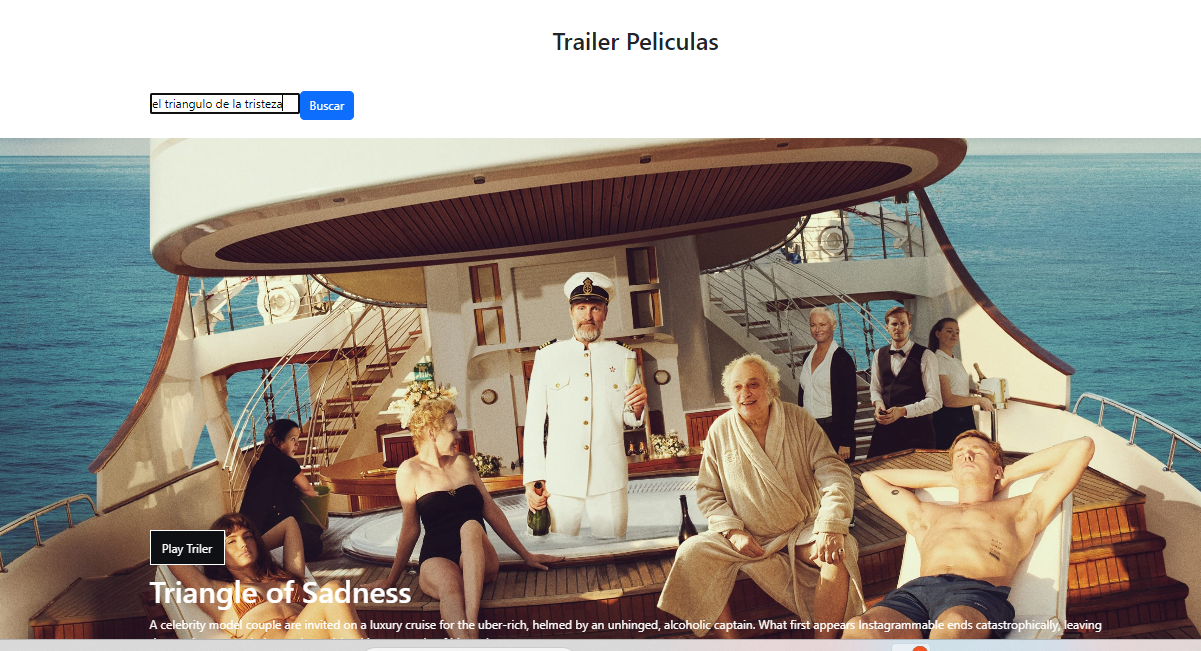 Trailer Peliculas
el triangulo de la tristeza
Buscar
Play Triler
Triangle of Sadness
A celebrity model couple are invited on a luxury cruise for the uber-rich, helmed by an unhinged, alcoholic captain. What first appears Instagrammable ends catastrophically, leaving